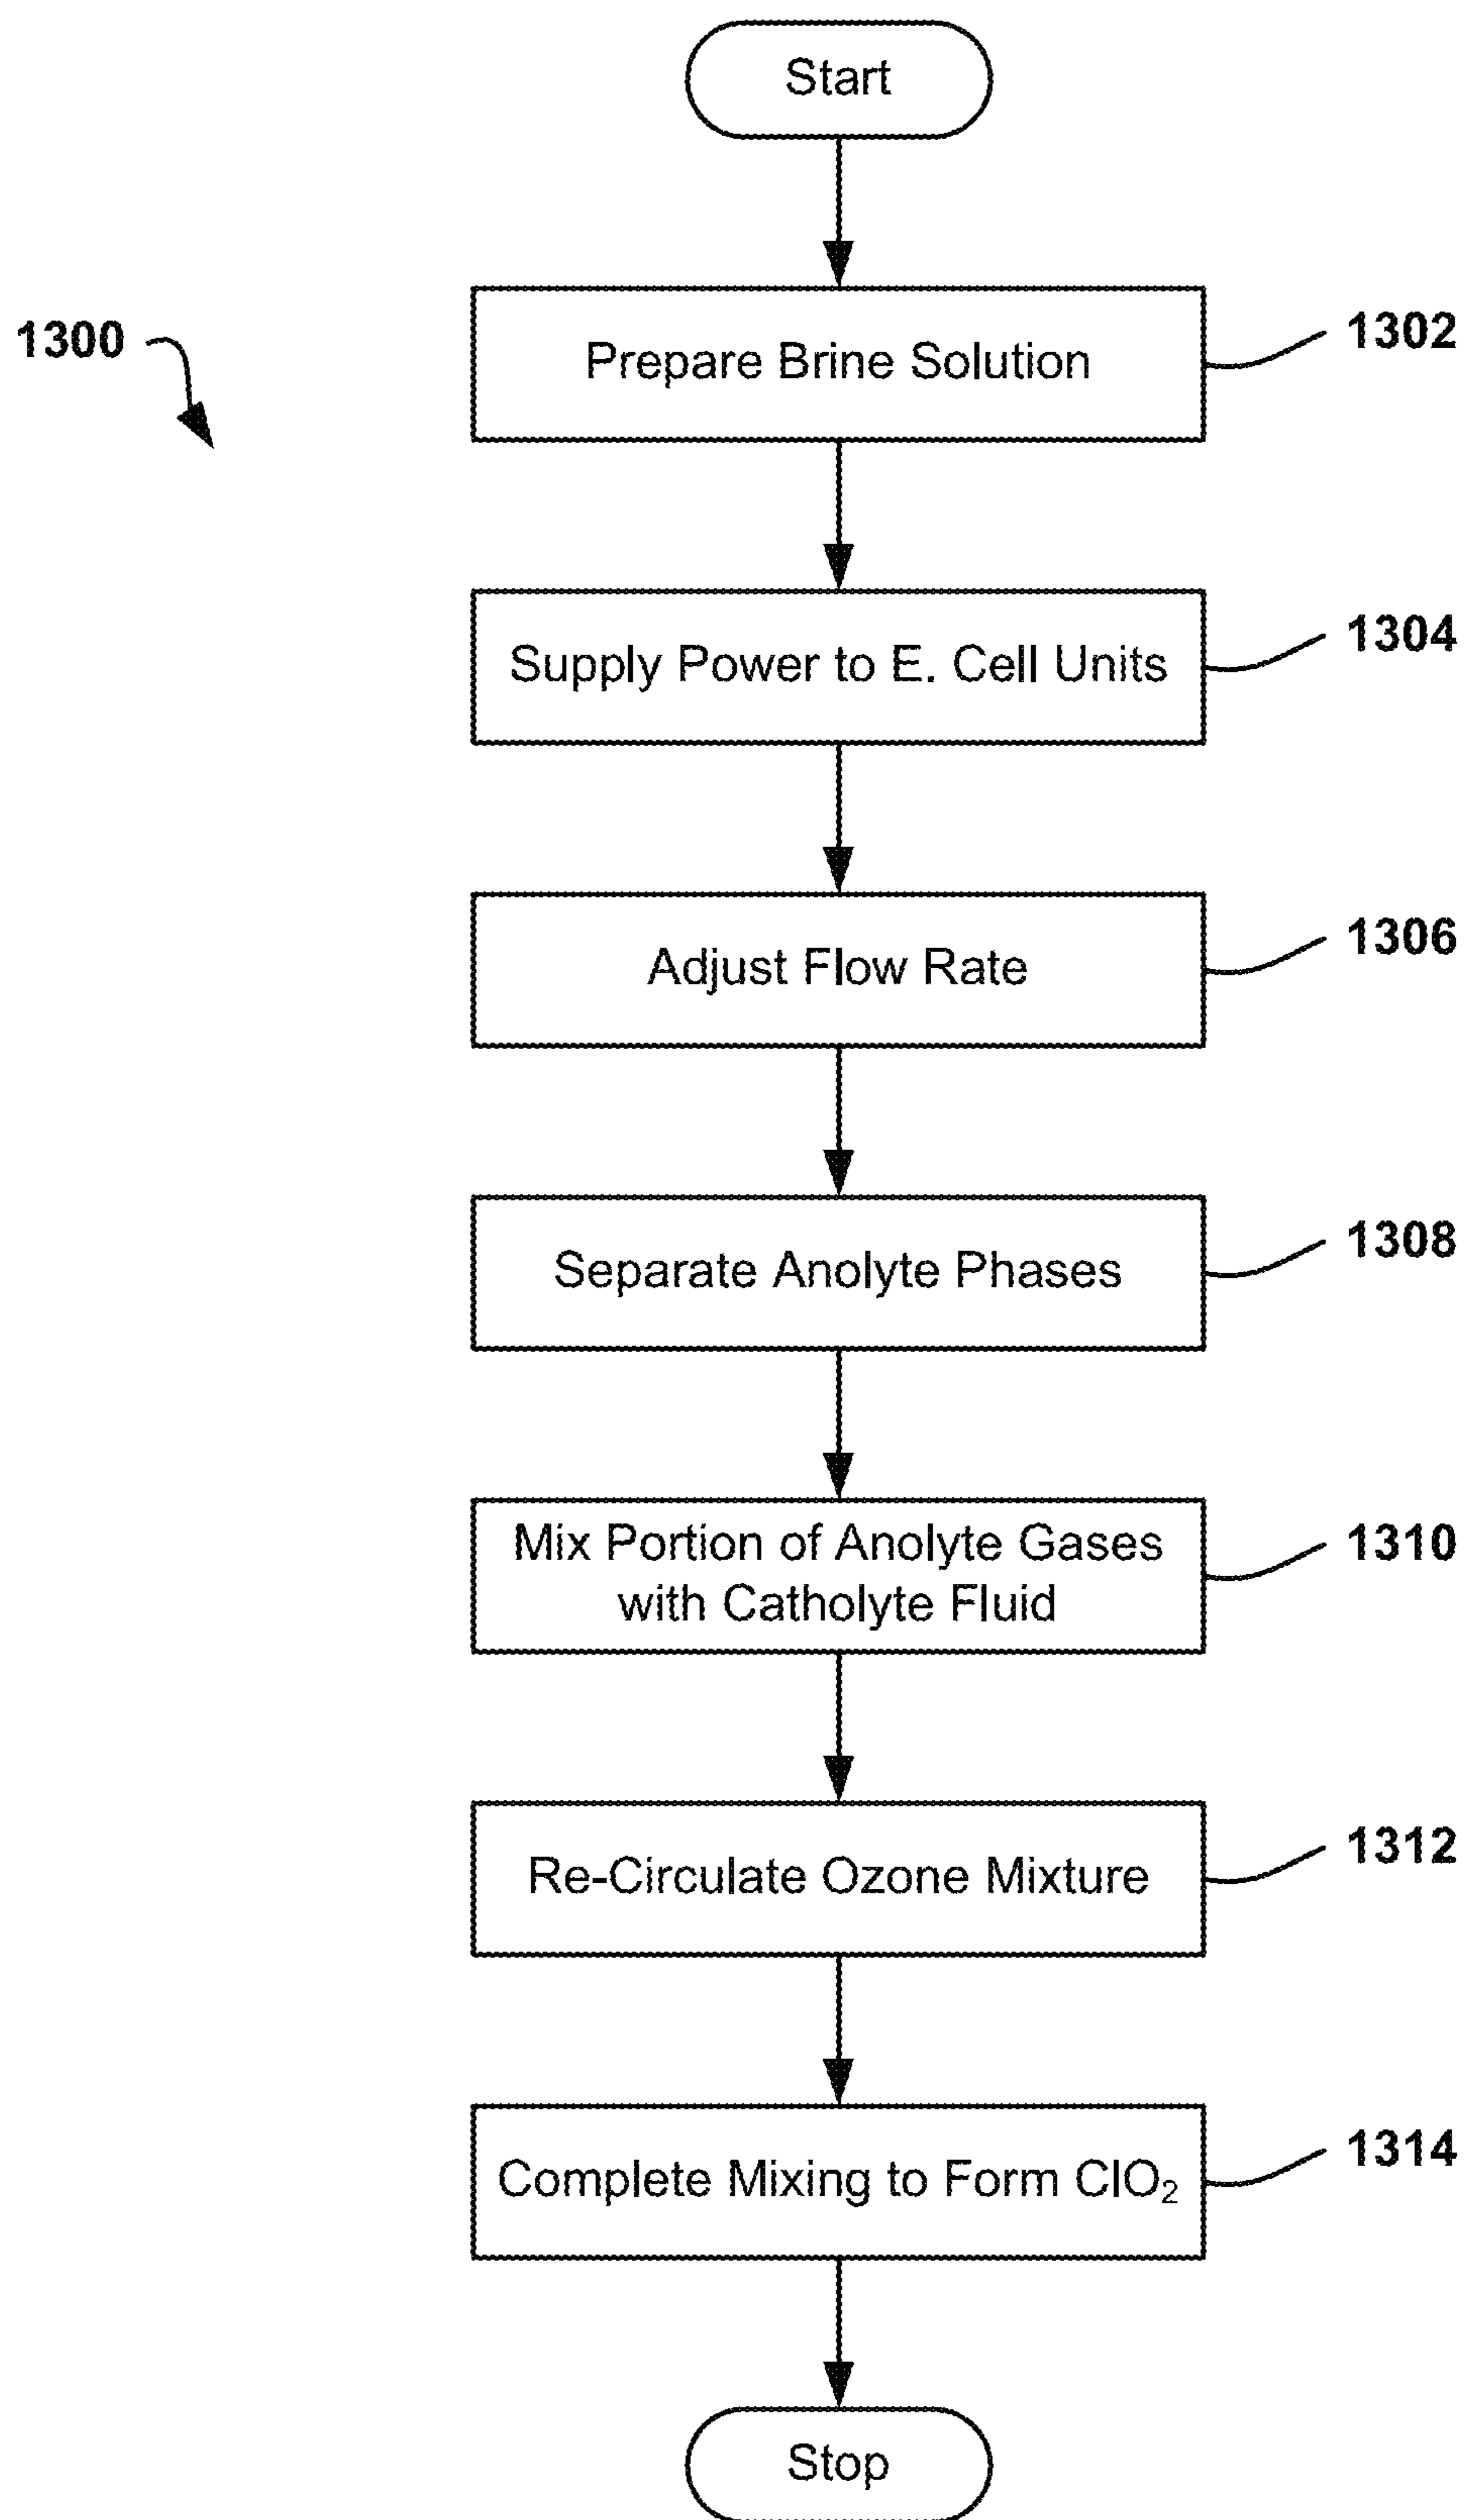 Start
1300
Prepare Brine Solution
1302
Supply Power to E. Cell Units
1304
Adjust Flow Rate
1306
Separate Anolyte Phases
1308
Mix Portion of Anolyte Gases
with Catholyte Fluid
1310
Re-Circulate Ozone Mixture
1312
Complete Mixing to Form ClO₂
1314
Stop